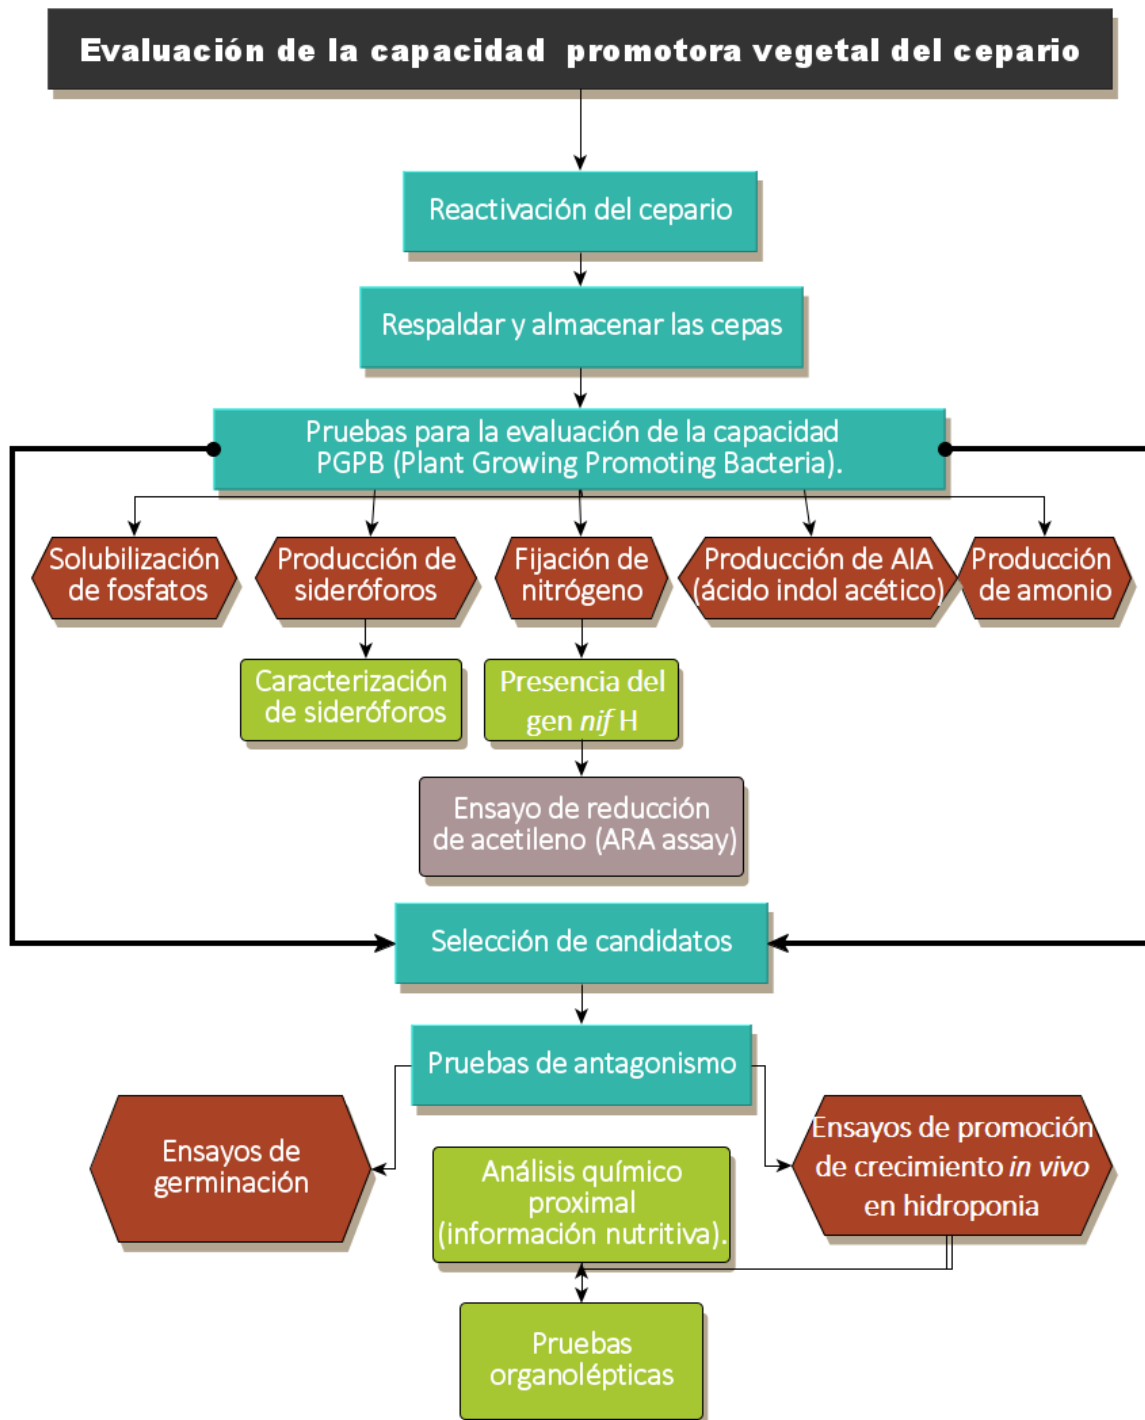 Evaluación de la capacidad promotora vegetal del cepario
Reactivación del cepario
Respaldar y almacenar las cepas
Pruebas para la evaluación de la capacidad
PGPB (Plant Growing Promoting Bacteria).
Solubilización
de fosfatos
Producción de
sideróforos
Fijación de
nitrógeno
Producción de AIA
(ácido indol acético)
Producción
de amonio
Caracterización
de sideróforos
Presencia del
gen nif H
Ensayo de reducción
de acetileno (ARA assay)
Selección de candidatos
Pruebas de antagonismo
Ensayos de
germinación
Ensayos de promoción
de crecimiento in vivo
en hidroponia
Análisis químico
proximal
(información nutritiva).
Pruebas
organolépticas